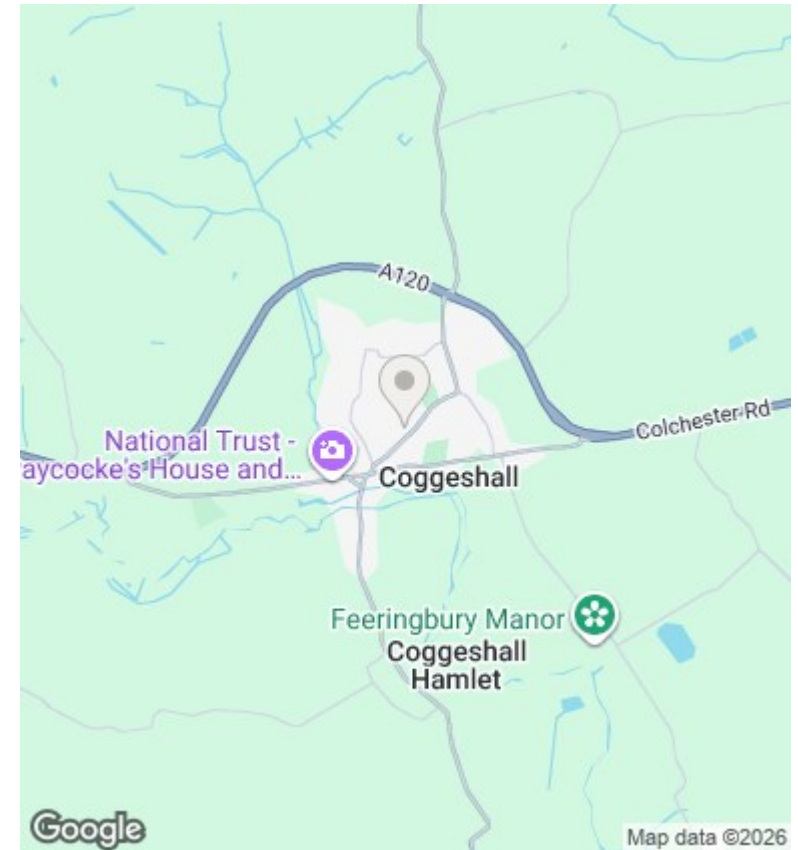 A120
Colchester Rd
National Trust -
aycocke's House and...
Coggeshall
Feeringbury Manor
Coggeshall
Hamlet
Google
Map data ©2026